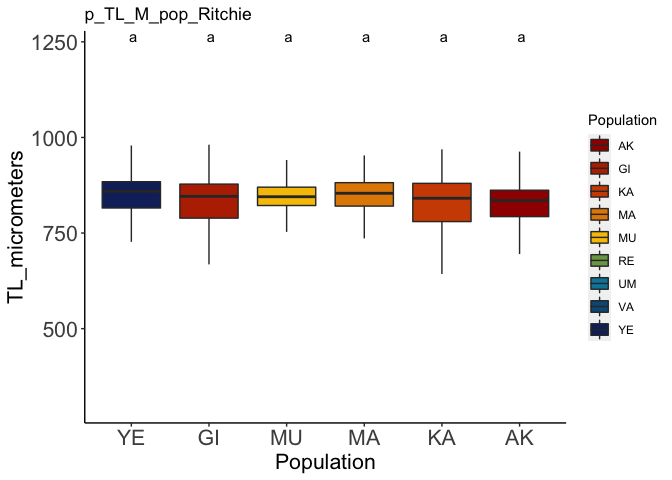 p_TL_M_pop_Ritchie
1250
1000
750
500
TL_micrometers
a a a a a a
YE GI MU MA KA AK
Population
Population
AK
GI
KA
MA
MU
RE
UM
VA
YE